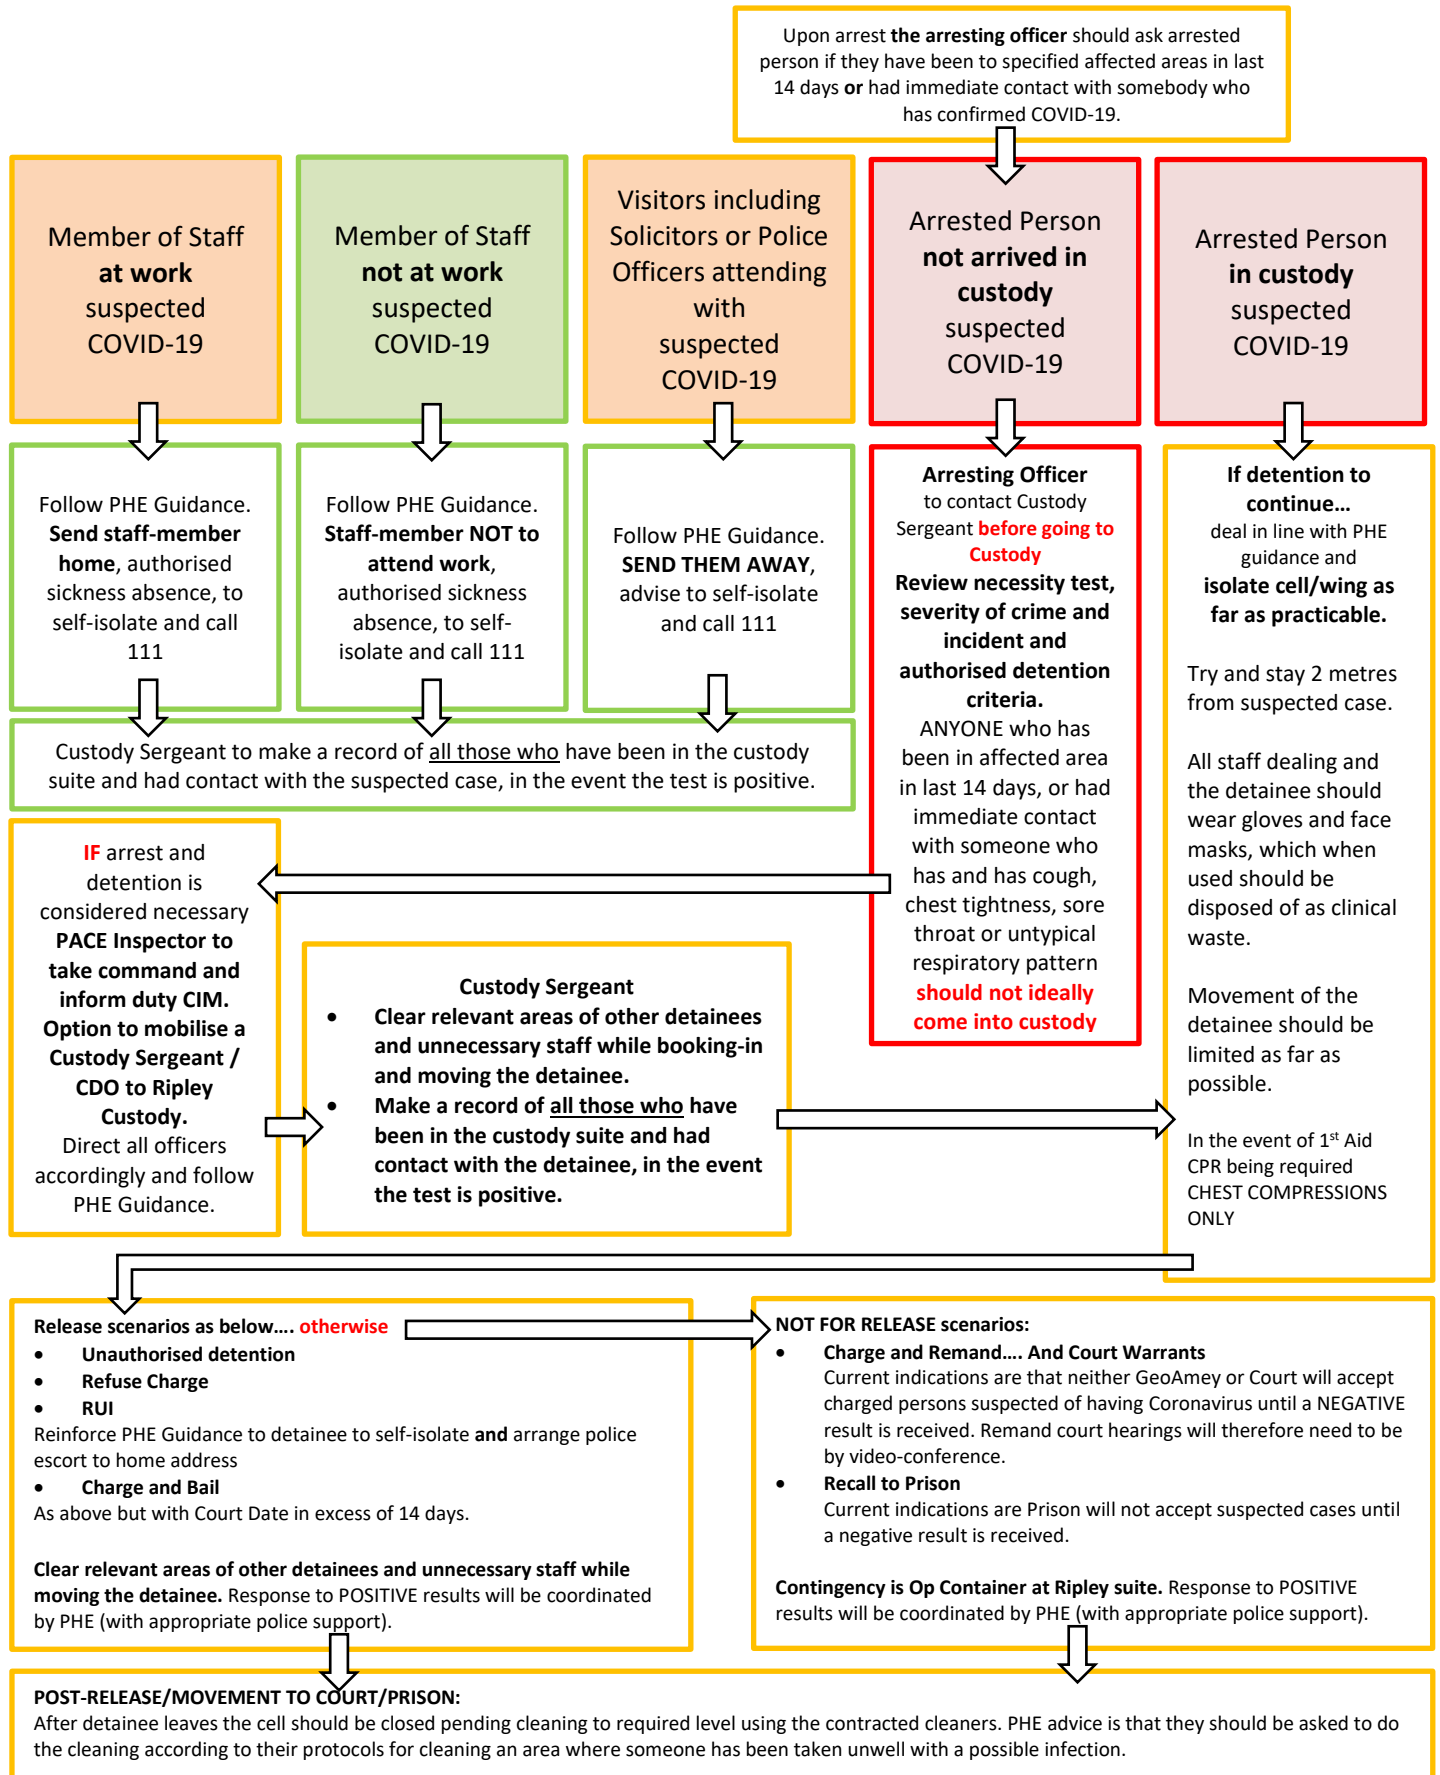 Upon arrest the arresting officer should ask arrested
person if they have been to specified affected areas in last
14 days or had immediate contact with somebody who
has confirmed COVID-19.
Member of Staff
at work
suspected
COVID-19
Member of Staff
not at work
suspected
COVID-19
Visitors including
Solicitors or Police
Officers attending
with
suspected
COVID-19
Arrested Person
not arrived in
custody
suspected
COVID-19
Arrested Person
in custody
suspected
COVID-19
Follow PHE Guidance.
Send staff-member
home, authorised
sickness absence, to
self-isolate and call
111
Follow PHE Guidance.
Staff-member NOT to
attend work,
authorised sickness
absence, to self-
isolate and call 111
Follow PHE Guidance.
SEND THEM AWAY,
advise to self-isolate
and call 111
Arresting Officer
to contact Custody
Sergeant before going to
Custody
Review necessity test,
severity of crime and
incident and
authorised detention
criteria.
ANYONE who has
been in affected area
in last 14 days, or had
immediate contact
with someone who
has and has cough,
chest tightness, sore
throat or untypical
respiratory pattern
should not ideally
come into custody
If detention to
continue…
deal in line with PHE
guidance and
isolate cell/wing as
far as practicable.
Try and stay 2 metres
from suspected case.
All staff dealing and
the detainee should
wear gloves and face
masks, which when
used should be
disposed of as clinical
waste.
Movement of the
detainee should be
limited as far as
possible.
In the event of 1st Aid
CPR being required
CHEST COMPRESSIONS
ONLY
Custody Sergeant to make a record of all those who have been in the custody
suite and had contact with the suspected case, in the event the test is positive.
IF arrest and
detention is
considered necessary
PACE Inspector to
take command and
inform duty CIM.
Option to mobilise a
Custody Sergeant /
CDO to Ripley
Custody.
Direct all officers
accordingly and follow
PHE Guidance.
Custody Sergeant
• Clear relevant areas of other detainees
and unnecessary staff while booking-in
and moving the detainee.
• Make a record of all those who have
been in the custody suite and had
contact with the detainee, in the event
the test is positive.
Release scenarios as below…. otherwise
• Unauthorised detention
• Refuse Charge
• RUI
Reinforce PHE Guidance to detainee to self-isolate and arrange police
escort to home address
• Charge and Bail
As above but with Court Date in excess of 14 days.
Clear relevant areas of other detainees and unnecessary staff while
moving the detainee. Response to POSITIVE results will be coordinated
by PHE (with appropriate police support).
NOT FOR RELEASE scenarios:
• Charge and Remand…. And Court Warrants
Current indications are that neither GeoAmey or Court will accept
charged persons suspected of having Coronavirus until a NEGATIVE
result is received. Remand court hearings will therefore need to be
by video-conference.
• Recall to Prison
Current indications are Prison will not accept suspected cases until
a negative result is received.
Contingency is Op Container at Ripley suite. Response to POSITIVE
results will be coordinated by PHE (with appropriate police support).
POST-RELEASE/MOVEMENT TO COURT/PRISON:
After detainee leaves the cell should be closed pending cleaning to required level using the contracted cleaners. PHE advice is that they should be asked to do
the cleaning according to their protocols for cleaning an area where someone has been taken unwell with a possible infection.